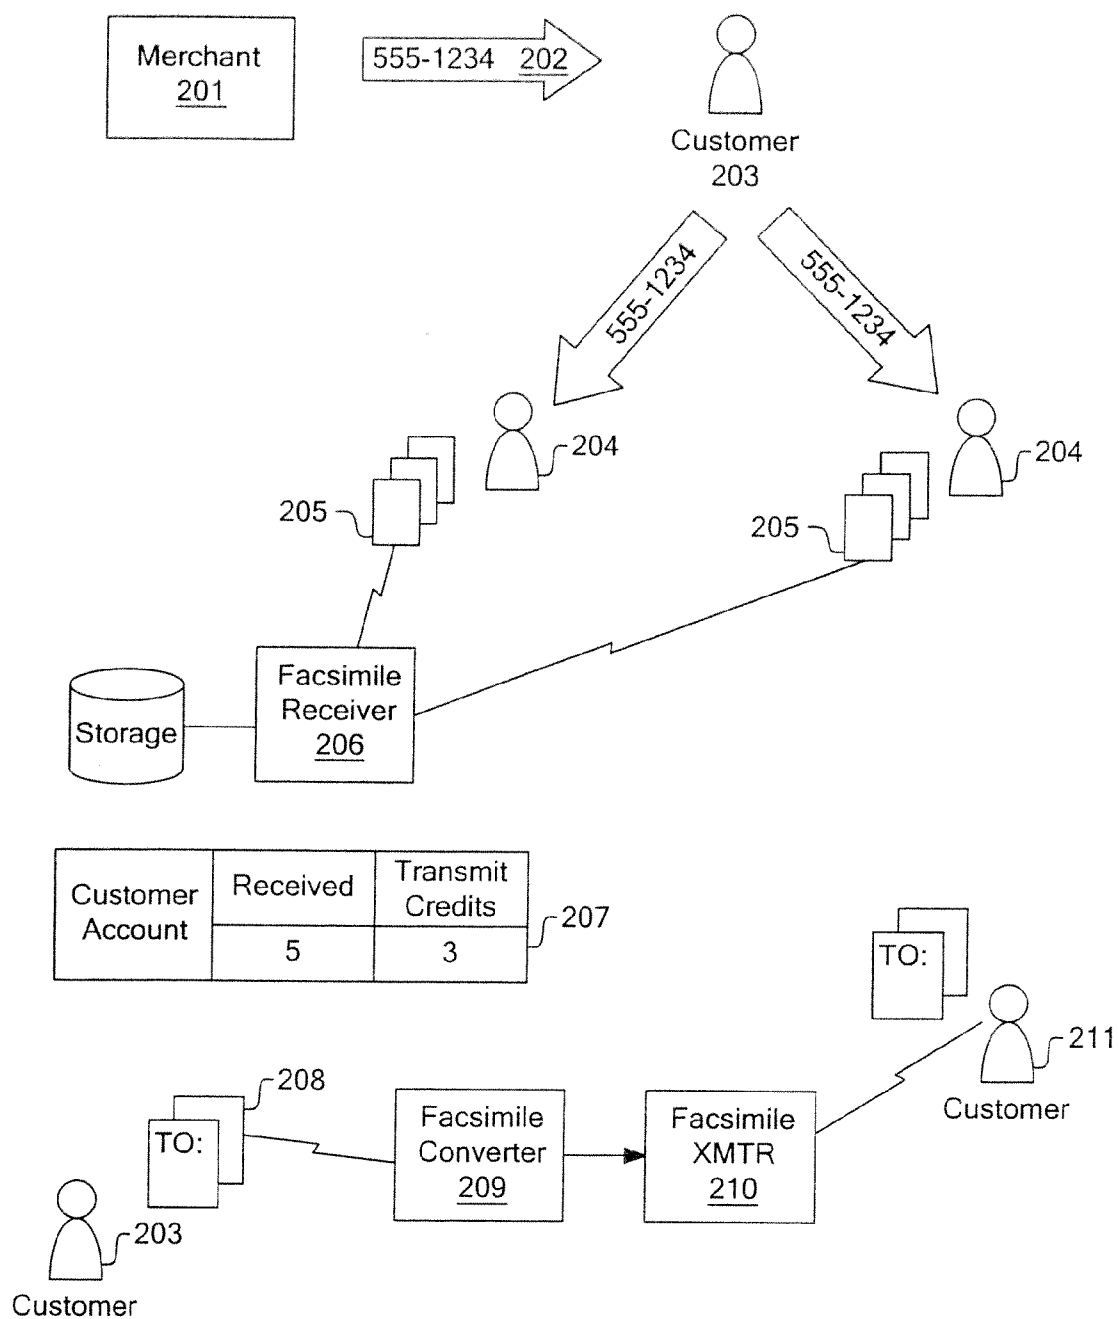 Merchant
201
555-1234 202
Customer
203
555-1234
555-1234
204
204
205
205
Facsimile
Receiver
206
Storage
Customer
Account
Received
Transmit
Credits
5
3
207
TO:
211
Customer
208
TO:
Facsimile
Converter
209
Facsimile
XMTR
210
203
Customer